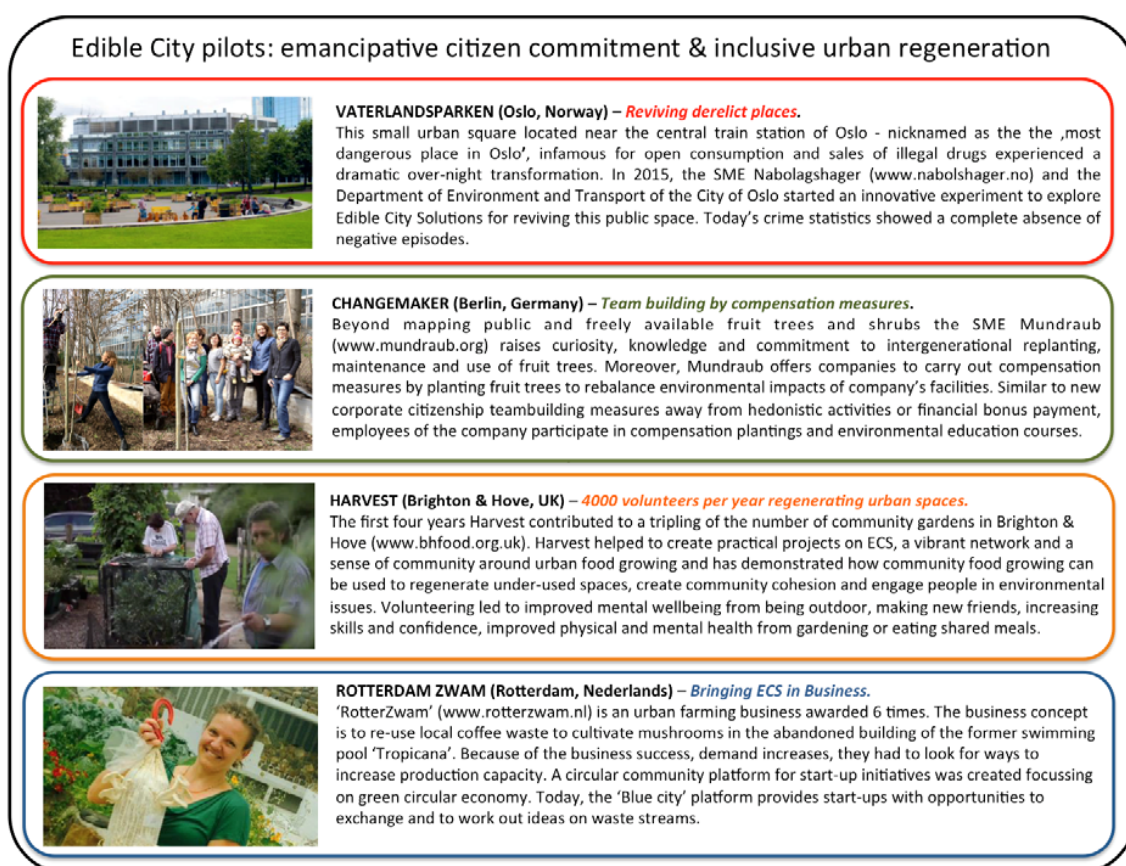 Edible City pilots: emancipative citizen commitment & inclusive urban regeneration
VATERLANDSPARKEN (Oslo, Norway) – Reviving derelict places.
This small urban square located near the central train station of Oslo - nicknamed as the the ‚most
dangerous place in Oslo', infamous for open consumption and sales of illegal drugs experienced a
dramatic over-night transformation. In 2015, the SME Nabolagshager (www.nabolshager.no) and the
Department of Environment and Transport of the City of Oslo started an innovative experiment to explore
Edible City Solutions for reviving this public space. Today's crime statistics showed a complete absence of
negative episodes.
CHANGEMAKER (Berlin, Germany) – Team building by compensation measures.
Beyond mapping public and freely available fruit trees and shrubs the SME Mundraub
(www.mundraub.org) raises curiosity, knowledge and commitment to intergenerational replanting,
maintenance and use of fruit trees. Moreover, Mundraub offers companies to carry out compensation
measures by planting fruit trees to rebalance environmental impacts of company's facilities. Similar to new
corporate citizenship teambuilding measures away from hedonistic activities or financial bonus payment,
employees of the company participate in compensation plantings and environmental education courses.
HARVEST (Brighton & Hove, UK) – 4000 volunteers per year regenerating urban spaces.
The first four years Harvest contributed to a tripling of the number of community gardens in Brighton &
Hove (www.bhfood.org.uk). Harvest helped to create practical projects on ECS, a vibrant network and a
sense of community around urban food growing and has demonstrated how community food growing can
be used to regenerate under-used spaces, create community cohesion and engage people in environmental
issues. Volunteering led to improved mental wellbeing from being outdoor, making new friends, increasing
skills and confidence, improved physical and mental health from gardening or eating shared meals.
ROTTERDAM ZWAM (Rotterdam, Nederlands) – Bringing ECS in Business.
'RotterZwam' (www.rotterzwam.nl) is an urban farming business awarded 6 times. The business concept
is to re-use local coffee waste to cultivate mushrooms in the abandoned building of the former swimming
pool 'Tropicana'. Because of the business success, demand increases, they had to look for ways to
increase production capacity. A circular community platform for start-up initiatives was created focussing
on green circular economy. Today, the 'Blue city' platform provides start-ups with opportunities to
exchange and to work out ideas on waste streams.